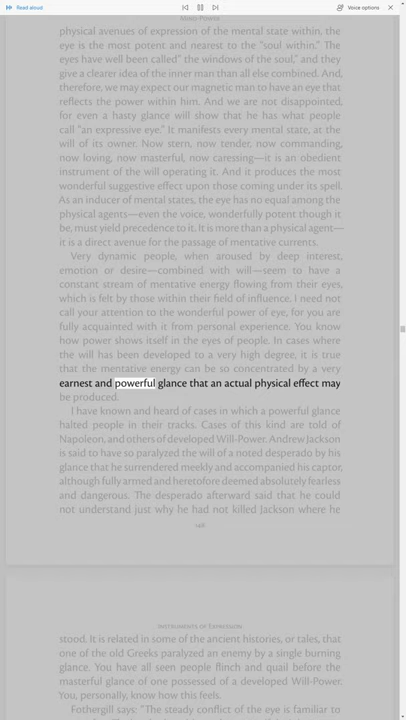 Read aloud
Voice options
MIND-POWER
physical avenues of expression of the mental state within, the
eye is the most potent and nearest to the "soul within." The
eyes have well been called" the windows of the soul," and they
give a clearer idea of the inner man than all else combined. And,
therefore, we may expect our magnetic man to have an eye that
reflects the power within him. And we are not disappointed,
for even a hasty glance will show that he has what people
call "an expressive eye." It manifests every mental state, at the
will of its owner. Now stern, now tender, now commanding,
now loving, now masterful, now caressing—it is an obedient
instrument of the will operating it. And it produces the most
wonderful suggestive effect upon those coming under its spell.
As an inducer of mental states, the eye has no equal among the
physical agents—even the voice, wonderfully potent though it
be, must yield precedence to it. It is more than a physical agent—
it is a direct avenue for the passage of mentative currents.
Very dynamic people, when aroused by deep interest,
emotion or desire—combined with will—seem to have a
constant stream of mentative energy flowing from their eyes,
which is felt by those within their field of influence. I need not
call your attention to the wonderful power of eye, for you are
fully acquainted with it from personal experience. You know
how power shows itself in the eyes of people. In cases where
the will has been developed to a very high degree, it is true
that the mentative energy can be so concentrated by a very
earnest and powerful glance that an actual physical effect may
be produced.
I have known and heard of cases in which a powerful glance
halted people in their tracks. Cases of this kind are told of
Napoleon, and others of developed Will-Power. Andrew Jackson
is said to have so paralyzed the will of a noted desperado by his
glance that he surrendered meekly and accompanied his captor,
although fully armed and heretofore deemed absolutely fearless
and dangerous. The desperado afterward said that he could
not understand just why he had not killed Jackson where he
INSTRUMENTS OF EXPRESSION
stood. It is related in some of the ancient histories, or tales, that
one of the old Greeks paralyzed an enemy by a single burning
glance. You have all seen people flinch and quail before the
masterful glance of one possessed of a developed Will-Power.
You, personally, know how this feels.
Fothergill says: "The steady conflict of the eye is familiar to